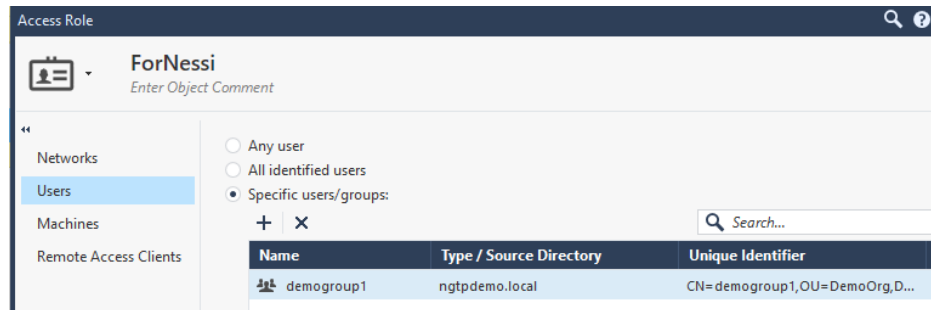 Access Role
ForNessi
Enter Object Comment
Networks
Users
Machines
Remote Access Clients
Any user
All identified users
Specific users/groups:
Search...
Name Type / Source Directory Unique Identifier
demogroup1 ngtpdemo.local CN=demogroup1,OU=DemoOrg,D...